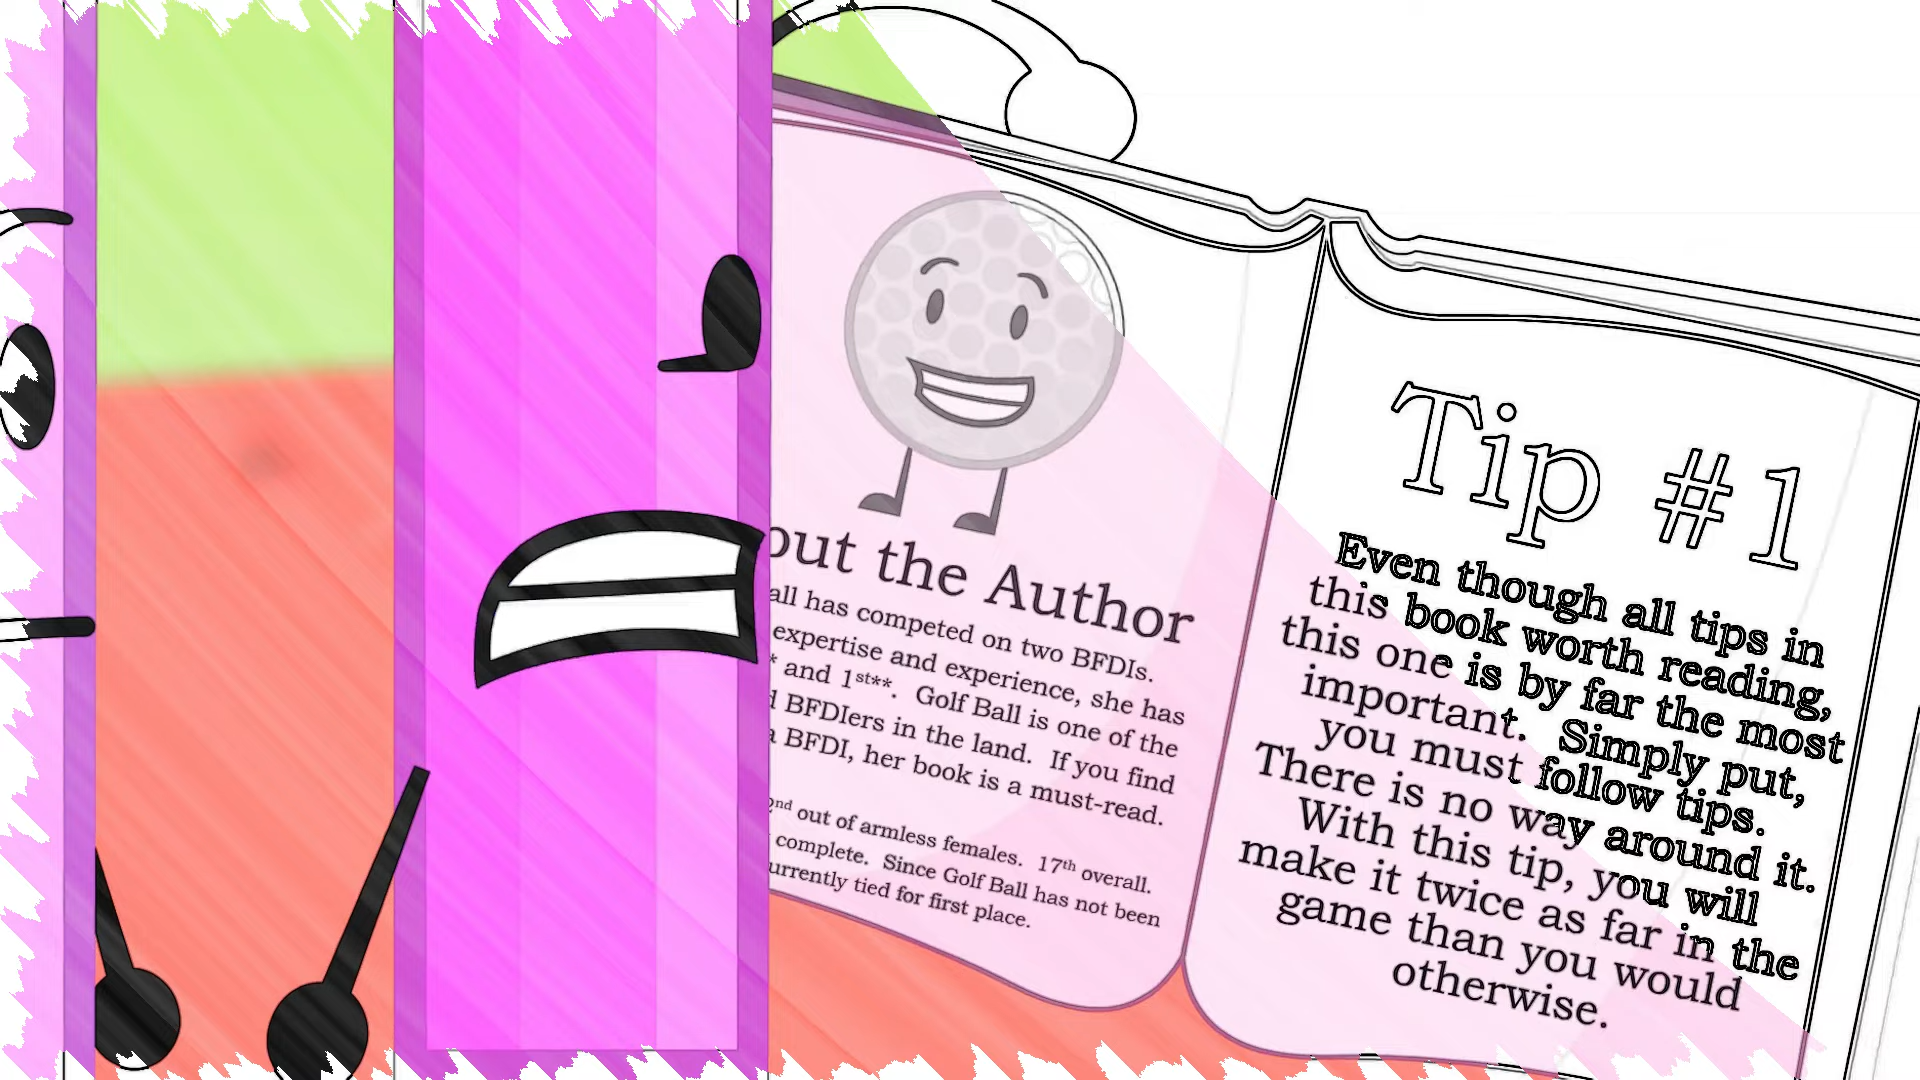 out the Author
all has competed on two BFDIs.
expertise and experience, she has
* and 1st**. Golf Ball is one of the
BFDIers in the land. If you find
a BFDI, her book is a must-read.
nd out of armless females. 17th overall.
complete. Since Golf Ball has not been
urrently tied for first place.
Tip #1
Even though all tips in
this book worth reading,
this one is by far the most
important. Simply put,
you must follow tips.
There is no way around it.
With this tip, you will
make it twice as far in the
game than you would
otherwise.